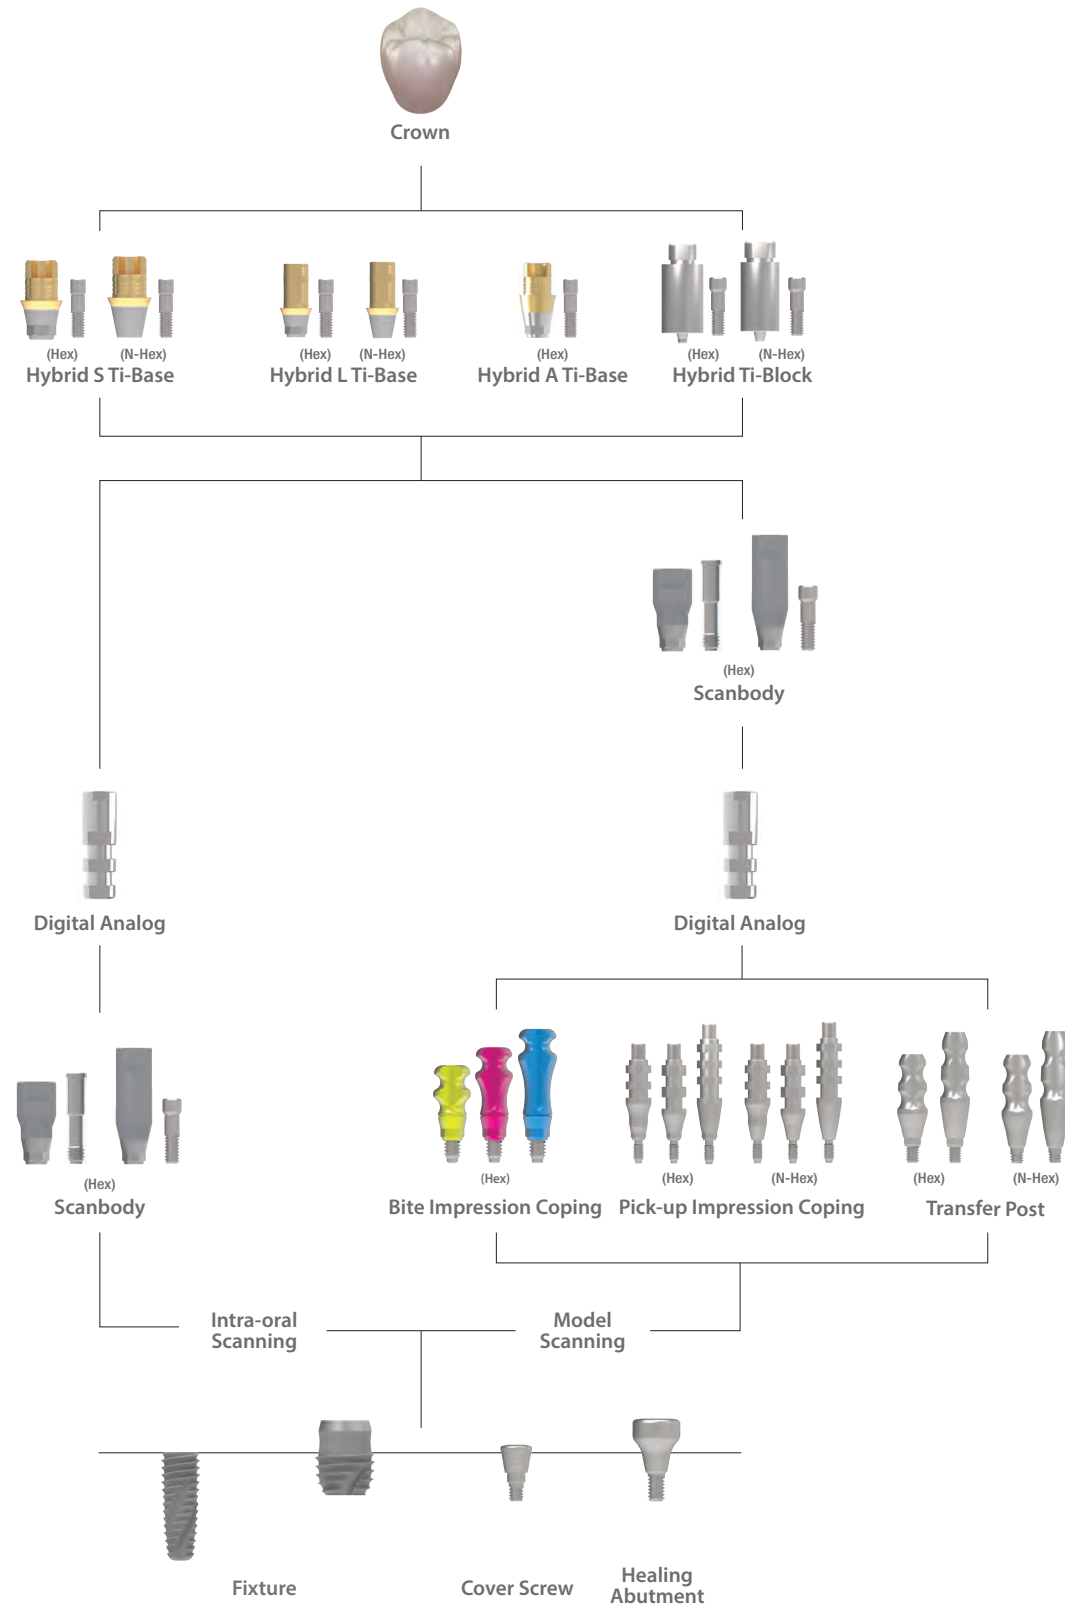 Crown
(Hex) (N-Hex) (Hex) (N-Hex) (Hex) (Hex) (N-Hex)
Hybrid S Ti-Base Hybrid L Ti-Base Hybrid A Ti-Base Hybrid Ti-Block
(Hex)
Scanbody
Digital Analog Digital Analog
(Hex) (Hex) (N-Hex) (Hex) (N-Hex)
Bite Impression Coping Pick-up Impression Coping Transfer Post
(Hex)
Scanbody
Intra-oral
Scanning
Model
Scanning
Fixture
Cover Screw
Healing
Abutment